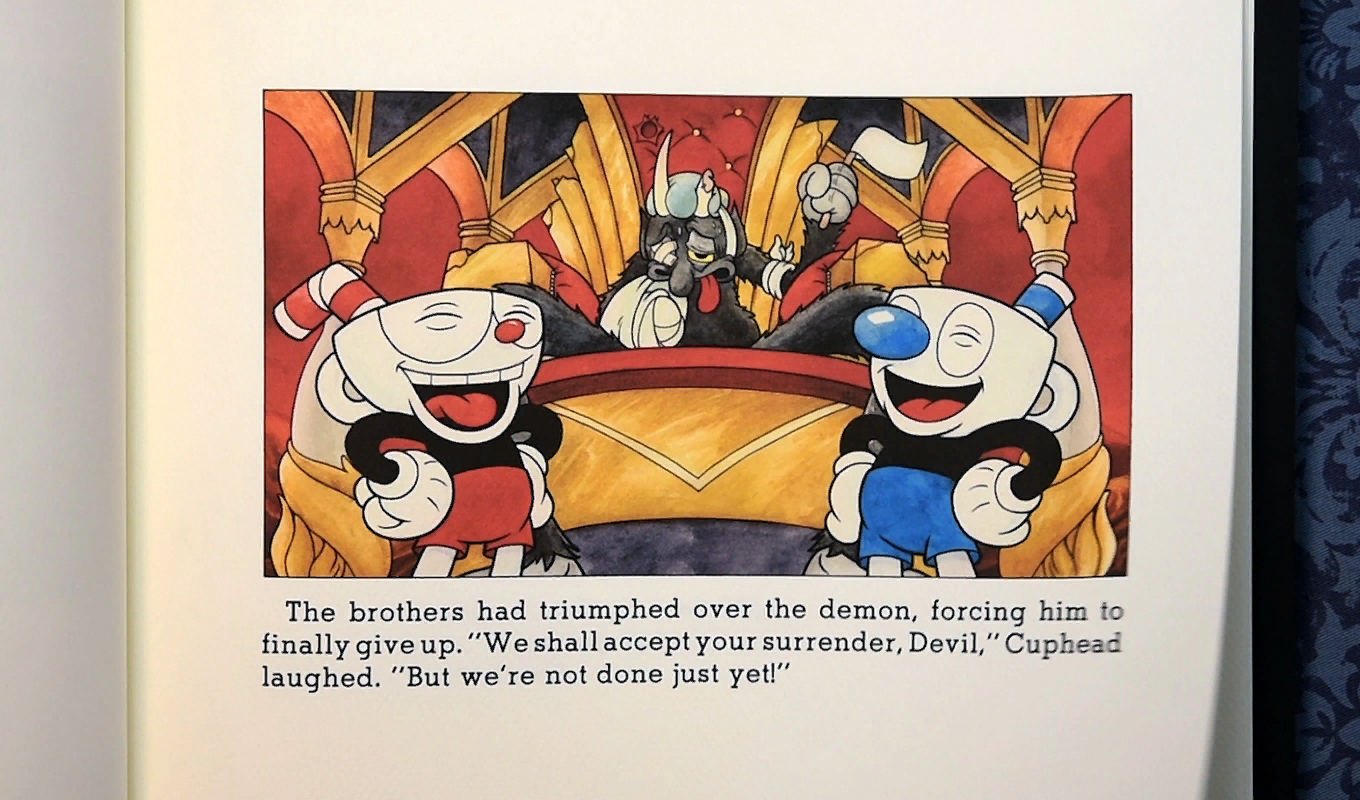 The brothers had triumphed over the demon, forcing him to
finally give up. "We shall accept your surrender, Devil," Cuphead
laughed. "But we're not done just yet!"